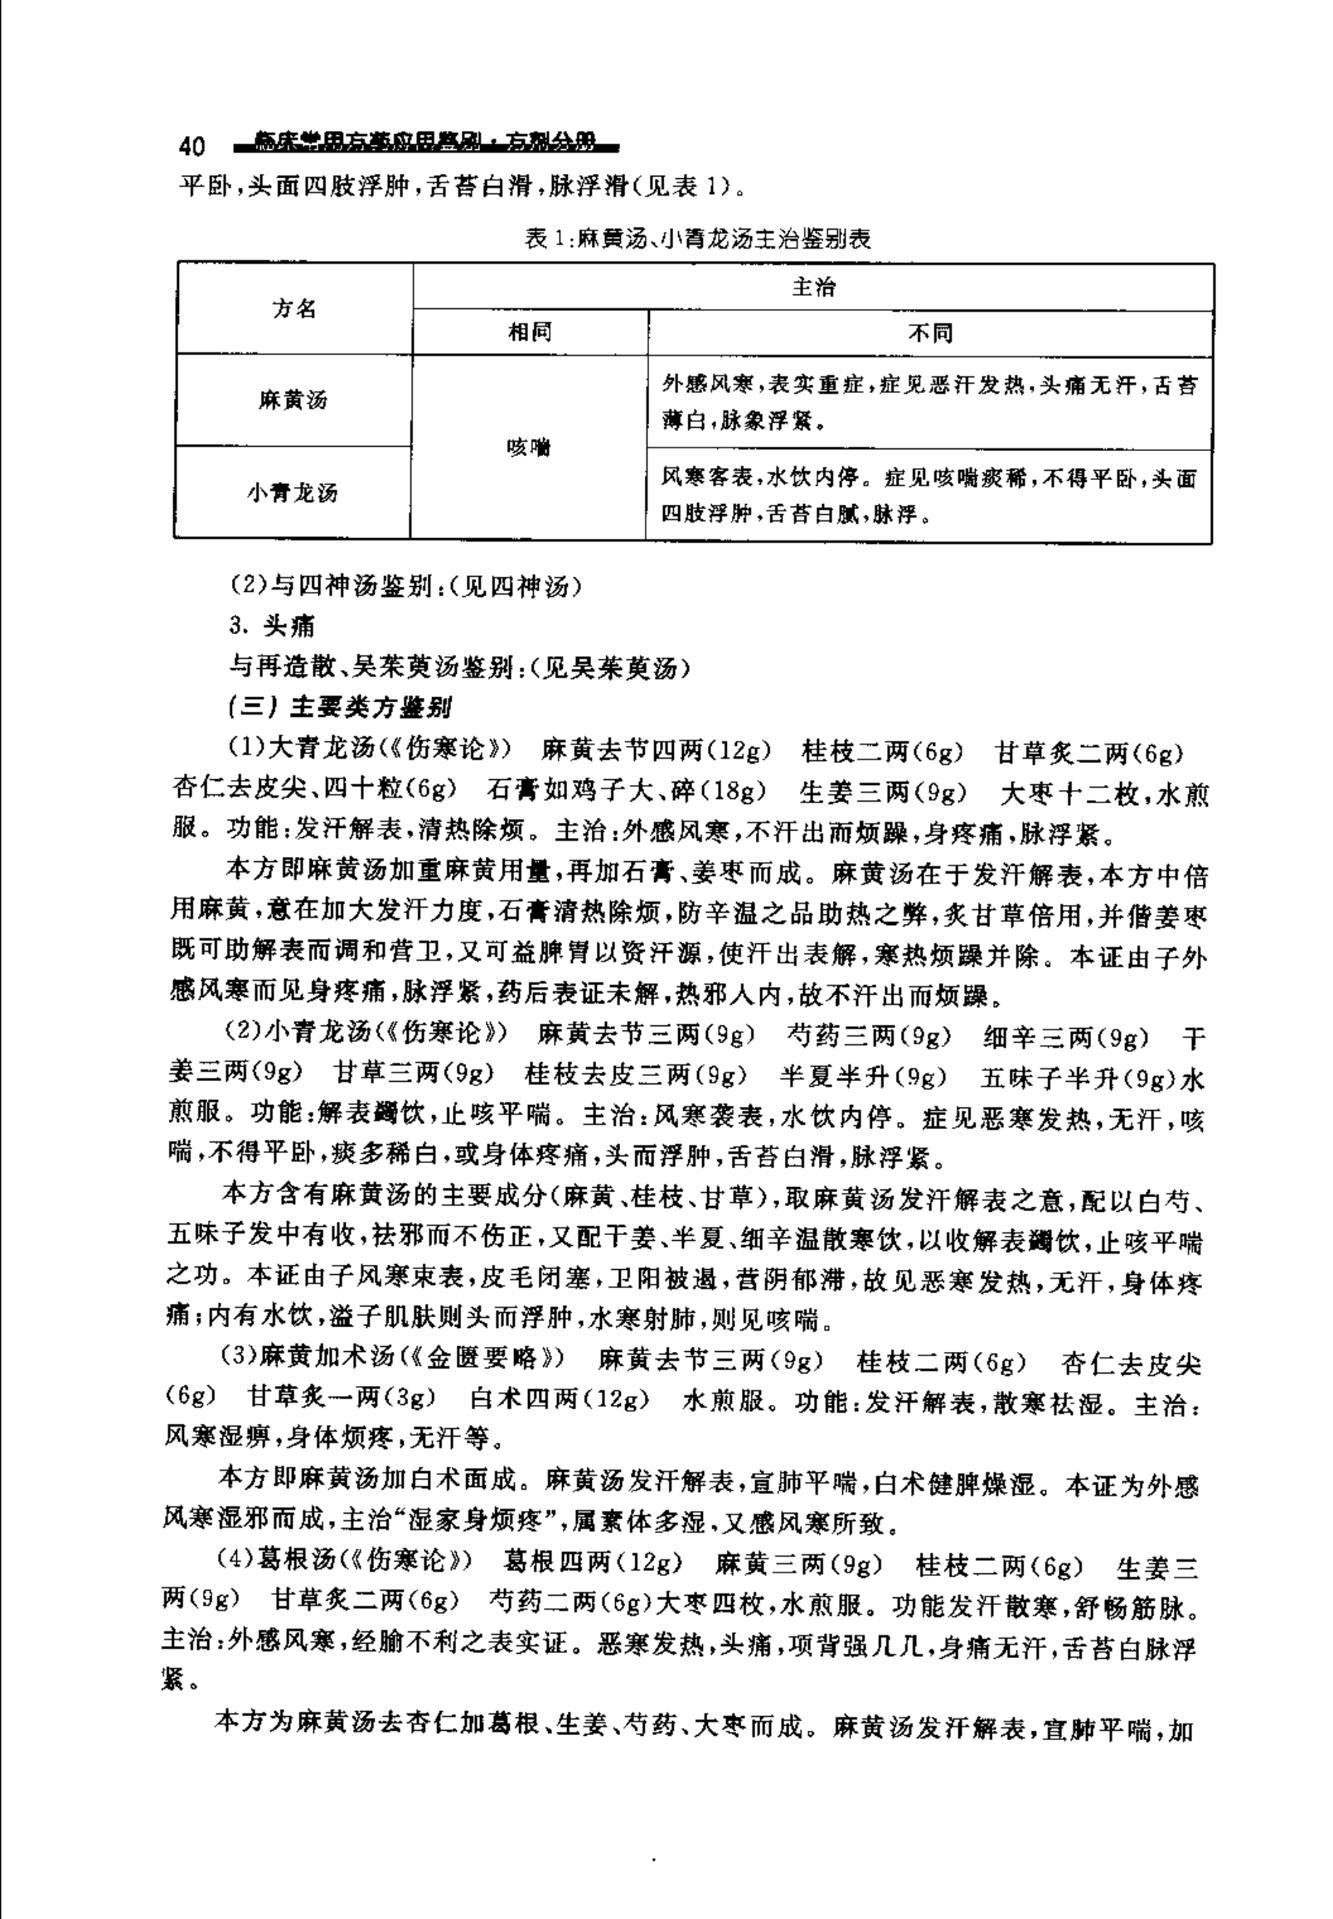 40 临床常用方药应用鉴别·方剂分册
平卧,头面四肢浮肿,舌苔白滑,脉浮滑(见表1)。
表1:麻黄汤、小青龙汤主治鉴别表
方名
主治
相同
不同
麻黄汤
咳喘
外感风寒,表实重症,症见恶汗发热,头痛无汗,舌苔
薄白,脉象浮紧。
小青龙汤
风寒客表,水饮内停。症见咳喘痰稀,不得平卧,头面
四肢浮肿,舌苔白腻,脉浮。
(2)与四神汤鉴别:(见四神汤)
3. 头痛
与再造散、吴茱萸汤鉴别:(见吴茱萸汤)
(三)主要类方鉴别
(1)大青龙汤(《伤寒论》) 麻黄去节四两(12g) 桂枝二两(6g) 甘草炙二两(6g)
杏仁去皮尖、四十粒(6g) 石膏如鸡子大、碎(18g) 生姜三两(9g) 大枣十二枚,水煎
服。功能:发汗解表,清热除烦。主治:外感风寒,不汗出而烦躁,身疼痛,脉浮紧。
本方即麻黄汤加重麻黄用量,再加石膏、姜枣而成。麻黄汤在于发汗解表,本方中倍
用麻黄,意在加大发汗力度,石膏清热除烦,防辛温之品助热之弊,炙甘草倍用,并偕姜枣
既可助解表而调和营卫,又可益脾胃以资汗源,使汗出表解,寒热烦躁并除。本证由子外
感风寒而见身疼痛,脉浮紧,药后表证未解,热邪人内,故不汗出而烦躁。
(2)小青龙汤(《伤寒论》) 麻黄去节三两(9g) 芍药三两(9g) 细辛三两(9g) 干
姜三两(9g) 甘草三两(9g) 桂枝去皮三两(9g) 半夏半升(9g) 五味子半升(9g)水
煎服。功能:解表蠲饮,止咳平喘。主治:风寒袭表,水饮内停。症见恶寒发热,无汗,咳
喘,不得平卧,痰多稀白,或身体疼痛,头而浮肿,舌苔白滑,脉浮紧。
本方含有麻黄汤的主要成分(麻黄、桂枝、甘草),取麻黄汤发汗解表之意,配以白芍、
五味子发中有收,祛邪而不伤正,又配干姜、半夏、细辛温散寒饮,以收解表蠲饮,止咳平喘
之功。本证由子风寒束表,皮毛闭塞,卫阳被遏,营阴郁滞,故见恶寒发热,无汗,身体疼
痛;内有水饮,溢子肌肤则头而浮肿,水寒射肺,则见咳喘。
(3)麻黄加术汤(《金匮要略》) 麻黄去节三两(9g) 桂枝二两(6g) 杏仁去皮尖
(6g) 甘草炙一两(3g) 白术四两(12g) 水煎服。功能:发汗解表,散寒祛湿。主治:
风寒湿痹,身体烦疼,无汗等。
本方即麻黄汤加白术面成。麻黄汤发汗解表,宣肺平喘,白术健脾燥湿。本证为外感
风寒湿邪而成,主治“湿家身烦疼”,属素体多湿,又感风寒所致。
(4)葛根汤(《伤寒论》) 葛根四两(12g) 麻黄三两(9g) 桂枝二两(6g) 生姜三
两(9g) 甘草炙二两(6g) 芍药二两(6g)大枣四枚,水煎服。功能发汗散寒,舒畅筋脉。
主治:外感风寒,经腧不利之表实证。恶寒发热,头痛,项背强几几,身痛无汗,舌苔白脉浮
紧。
本方为麻黄汤去杏仁加葛根、生姜、芍药、大枣而成。麻黄汤发汗解表,宣肺平喘,加